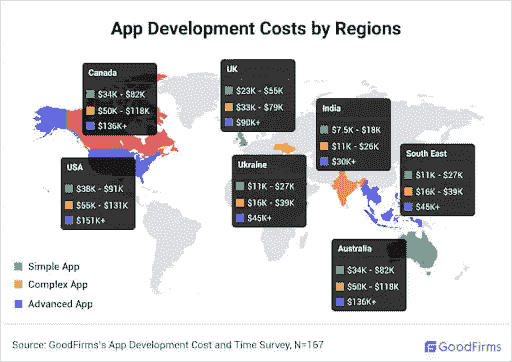 App Development Costs by Regions
Canada
$34K - $82K
$50K - $118K
$136K+
UK
$23K - $55K
$33K - $79K
$90K+
India
$7.5K - $18K
$11K - $26K
$30K+
USA
$38K - $91K
$55K - $131K
$151K+
Ukraine
$11K - $27K
$16K - $39K
$45K+
South East
$11K - $27K
$16K - $39K
$45K+
Australia
$34K - $82K
$50K - $118K
$136K+
Simple App
Complex App
Advanced App
Source: GoodFirms's App Development Cost and Time Survey, N=167
GoodFirms